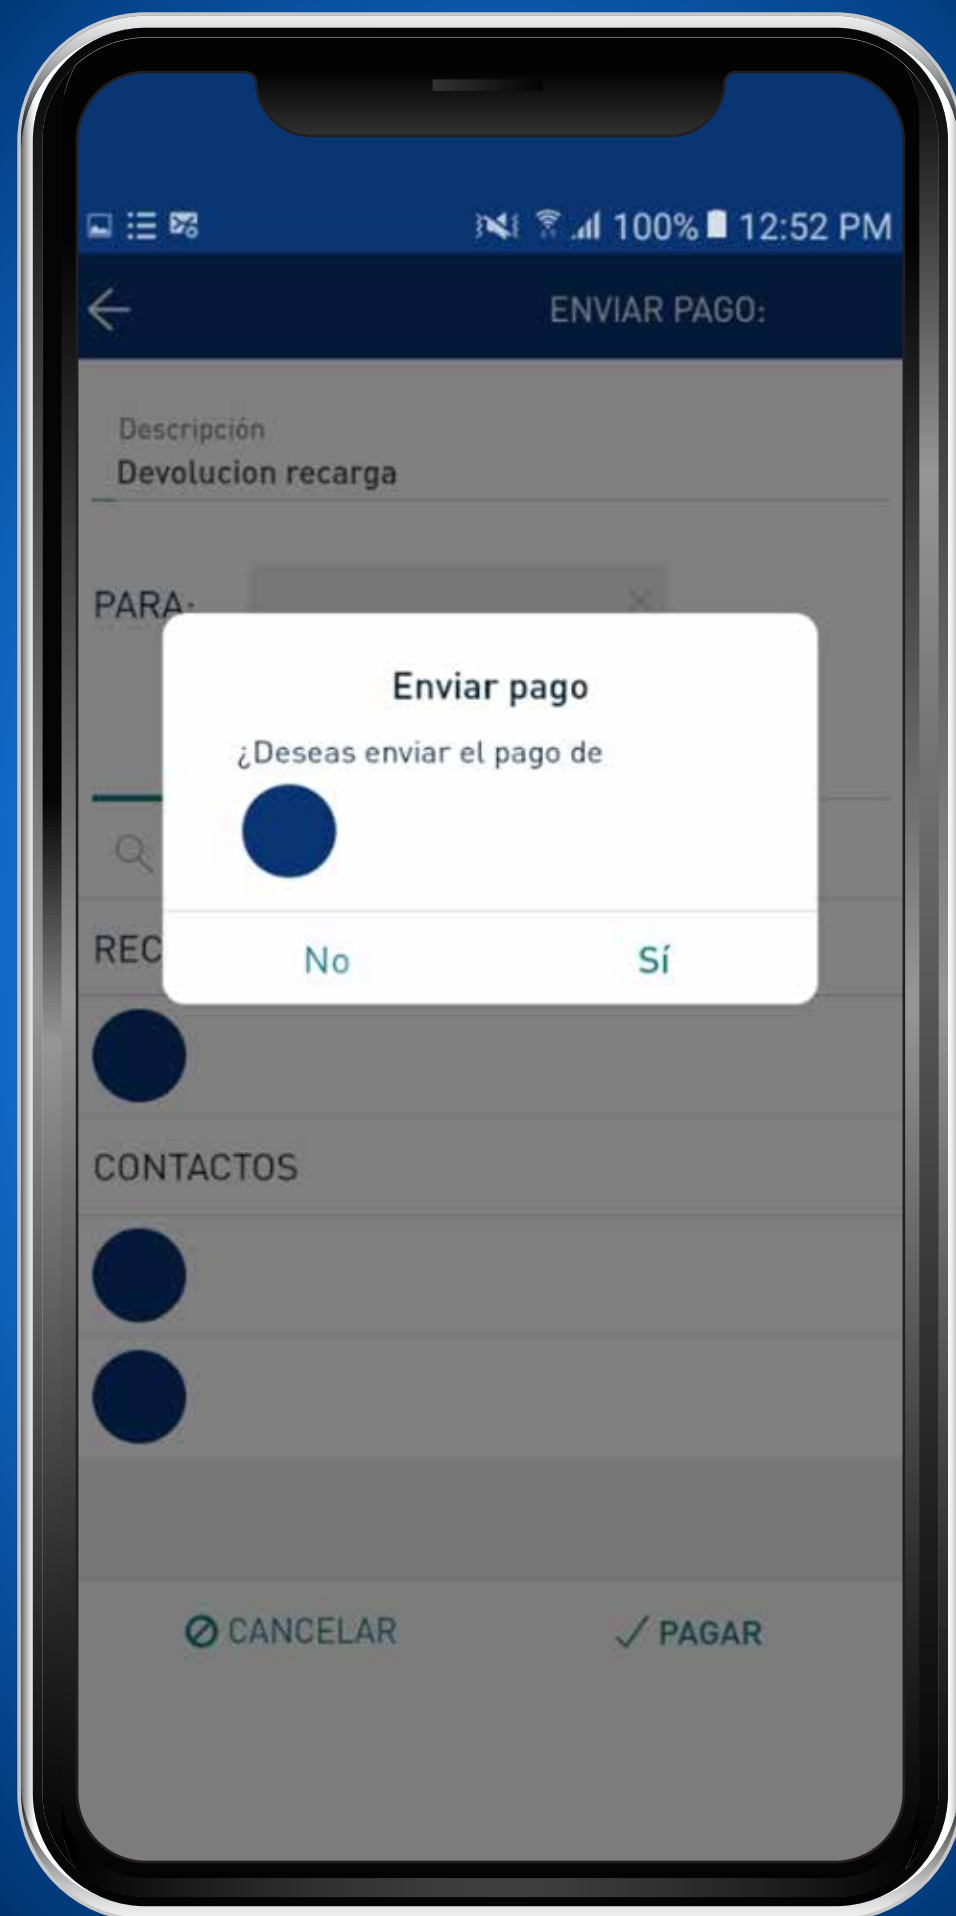 100% 12:52 PM
ENVIAR PAGO:
Descripción
Devolucion recarga
PARA:
Enviar pago
¿Deseas enviar el pago de
No Sí
REC
CONTACTOS
CANCELAR PAGAR